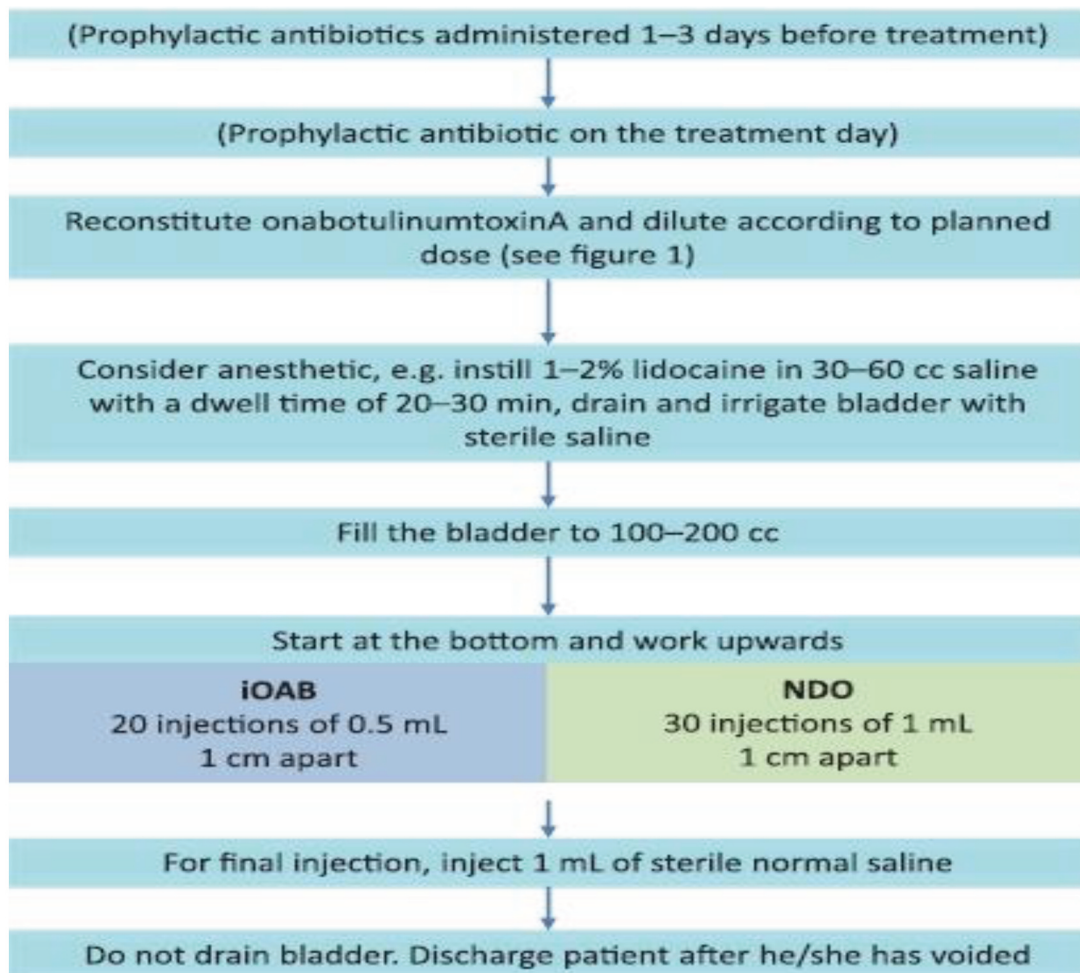 (Prophylactic antibiotics administered 1–3 days before treatment)
(Prophylactic antibiotic on the treatment day)
Reconstitute onabotulinumtoxinA and dilute according to planned
dose (see figure 1)
Consider anesthetic, e.g. instill 1–2% lidocaine in 30–60 cc saline
with a dwell time of 20–30 min, drain and irrigate bladder with
sterile saline
Fill the bladder to 100–200 cc
Start at the bottom and work upwards
iOAB
20 injections of 0.5 mL
1 cm apart
NDO
30 injections of 1 mL
1 cm apart
For final injection, inject 1 mL of sterile normal saline
Do not drain bladder. Discharge patient after he/she has voided